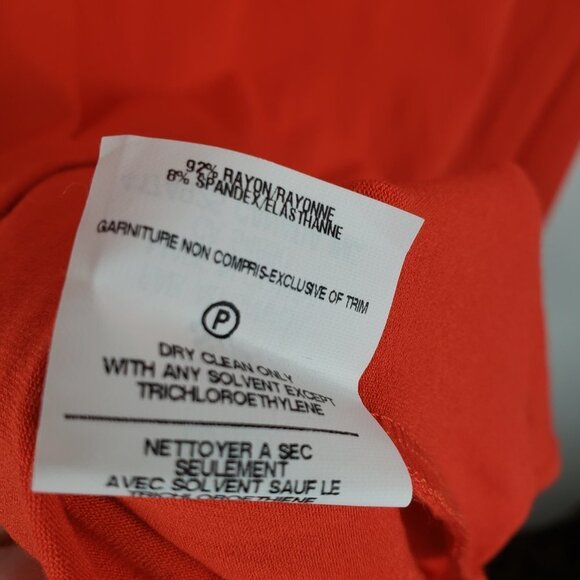 92% RAYON/RAYONNE
8% SPANDEX/ELASTHANNE
GARNITURE NON COMPRIS-EXCLUSIVE OF TRIM
P
DRY CLEAN ONLY
WITH ANY SOLVENT EXCEPT
TRICHLOROETHYLENE
NETTOYER A SEC
SEULEMENT
AVEC SOLVENT SAUF LE
TRICHLOROETHIENE